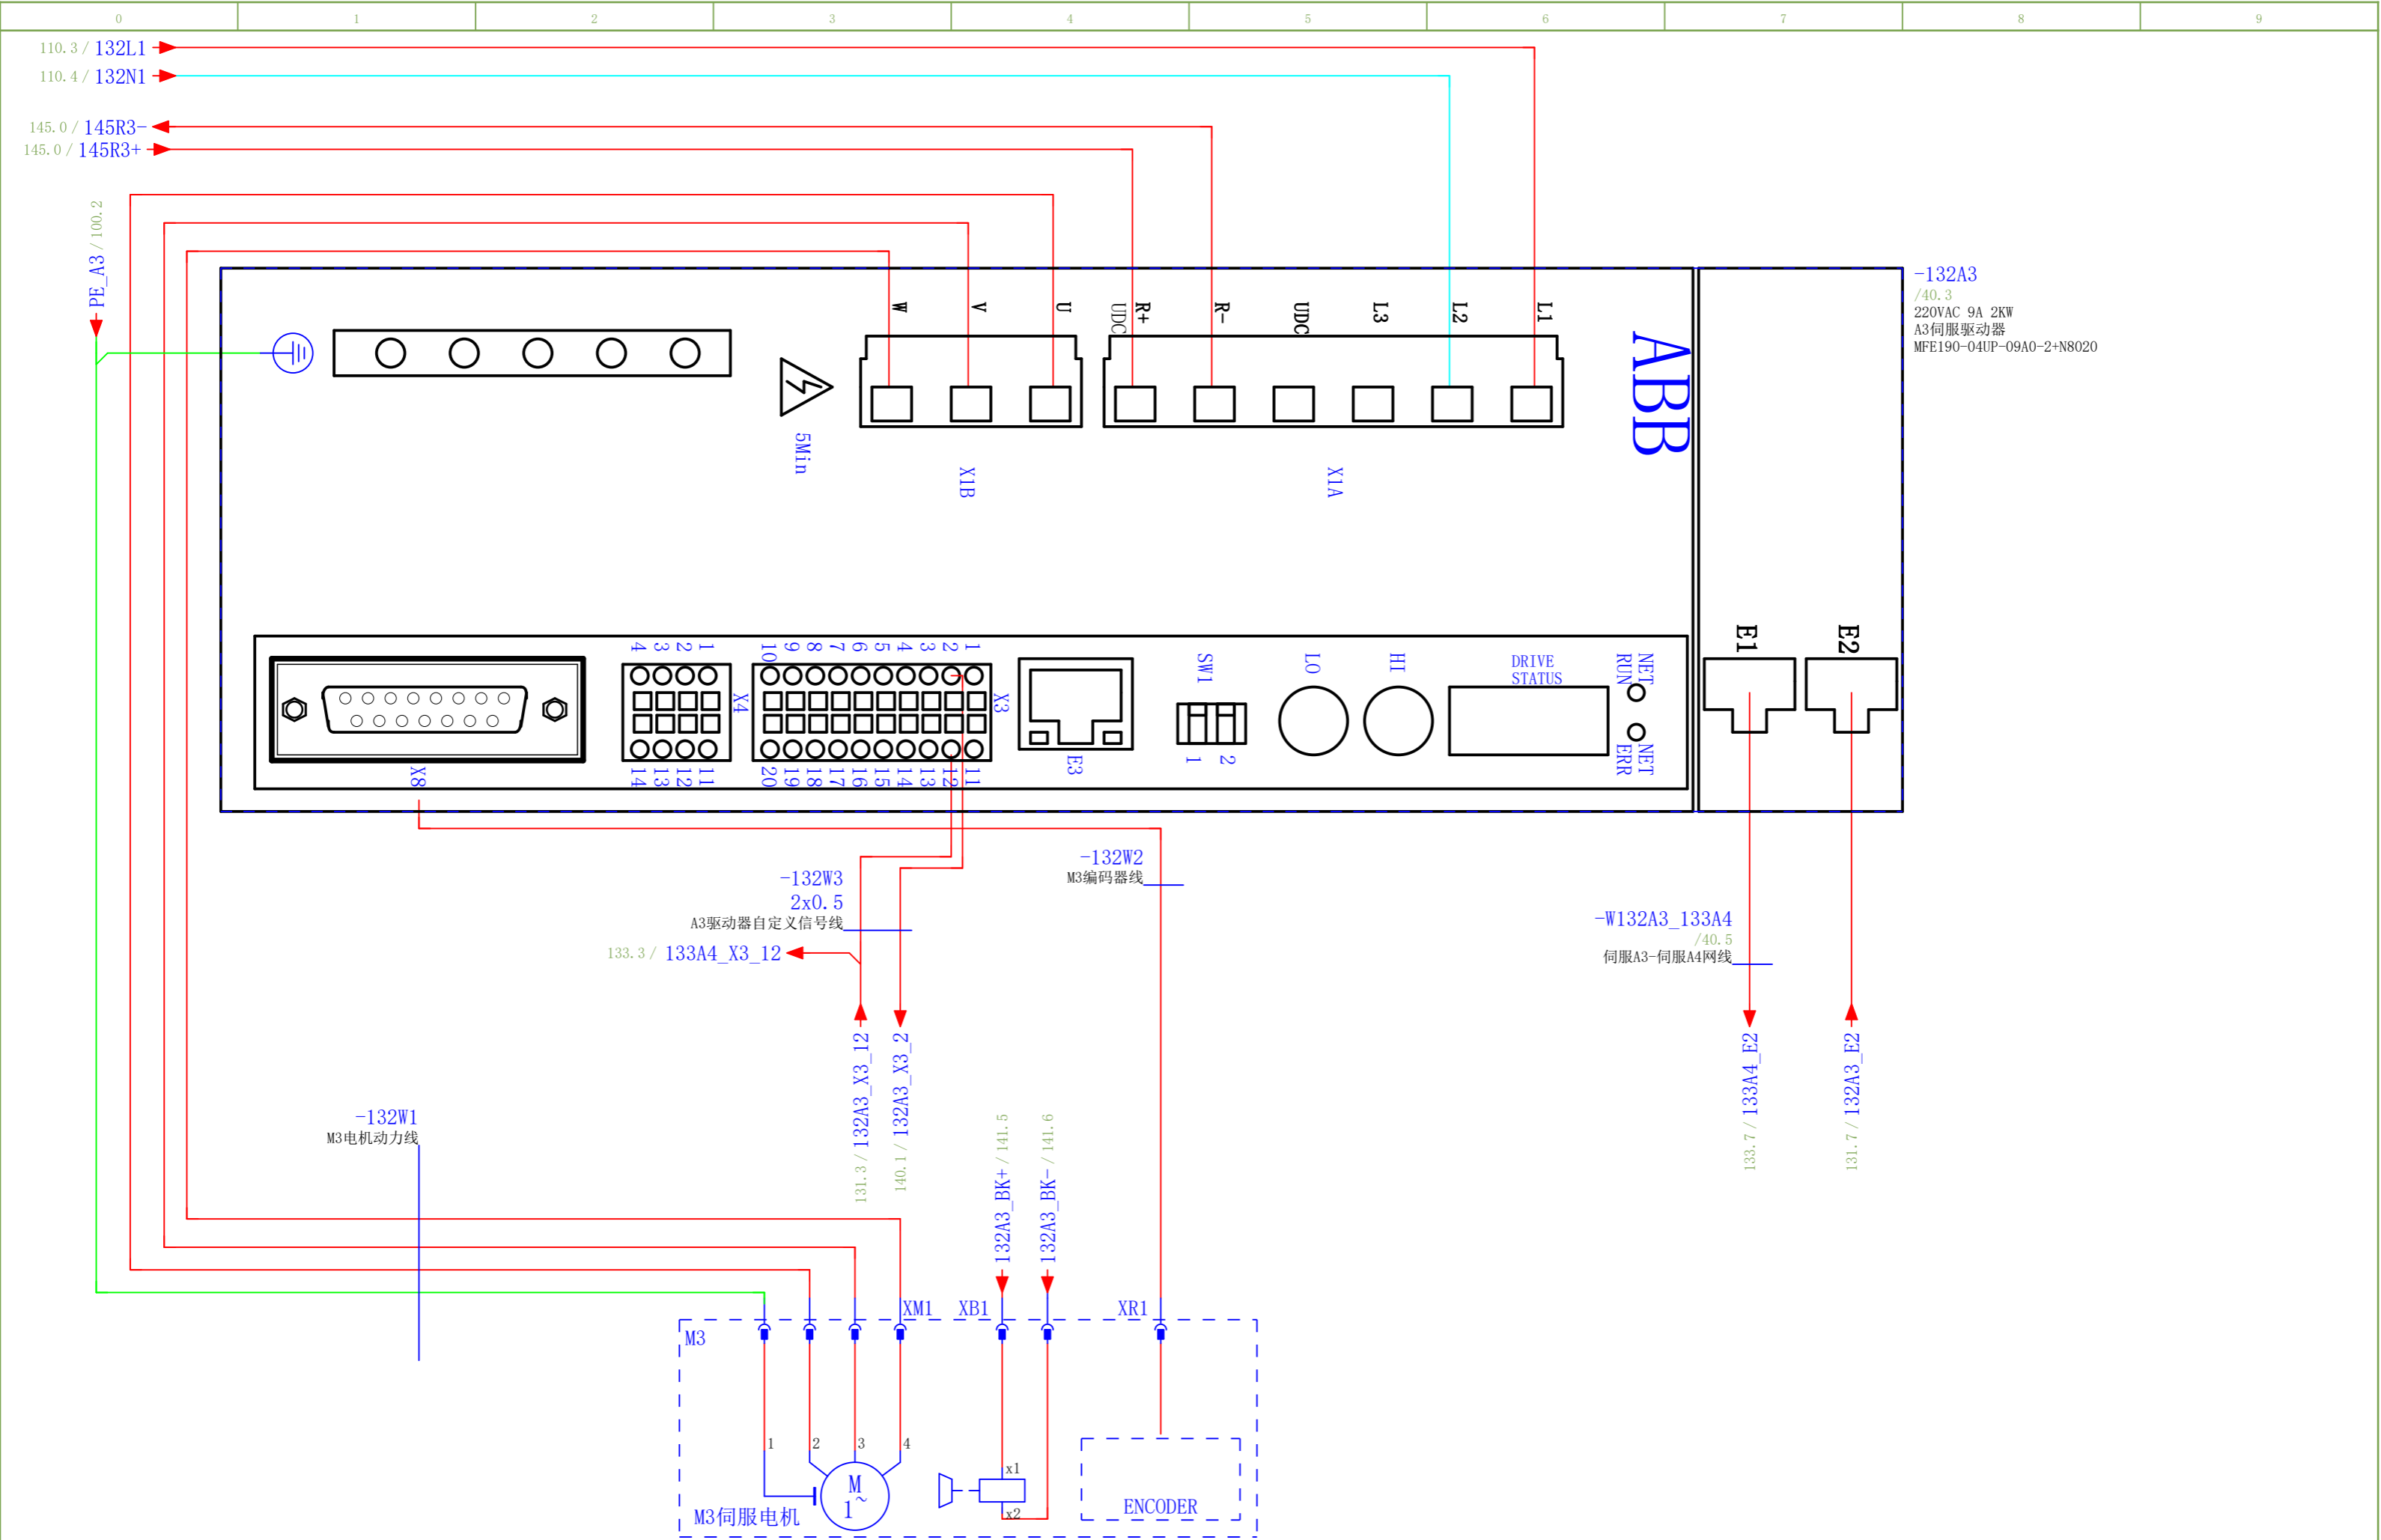 0 1 2 3 4 5 6 7 8 9
110.3 / 132L1
110.4 / 132N1
145.0 / 145R3-
145.0 / 145R3+
PE_A3 / 100.2
-132A3
/40.3
220VAC 9A 2KW
A3伺服驱动器
MFE190-04UP-09A0-2+N8020
W V U
UDC R+ R- UDC L3 L2 L1
ABB
5Min
X1B
X1A
E1 E2
4 3 2 1
10 9 8 7 6 5 4 3 2 1
SW1
LO
HI
DRIVE
STATUS
NET
RUN
X4
X3
X8
14 13 12 11
20 19 18 17 16 15 14 13 12 11
E3
1 2
NET
ERR
-132W3
2x0.5
A3驱动器自定义信号线
-132W2
M3编码器线
-W132A3_133A4
/40.5
伺服A3-伺服A4网线
133.3 / 133A4_X3_12
131.3 / 132A3_X3_12
140.1 / 132A3_X3_2
133.7 / 133A4_E2
131.7 / 132A3_E2
-132W1
M3电机动力线
132A3_BK+ / 141.5
132A3_BK- / 141.6
XM1 XB1 XR1
M3
1 2 3 4
M
1~
x1
x2
M3伺服电机
ENCODER